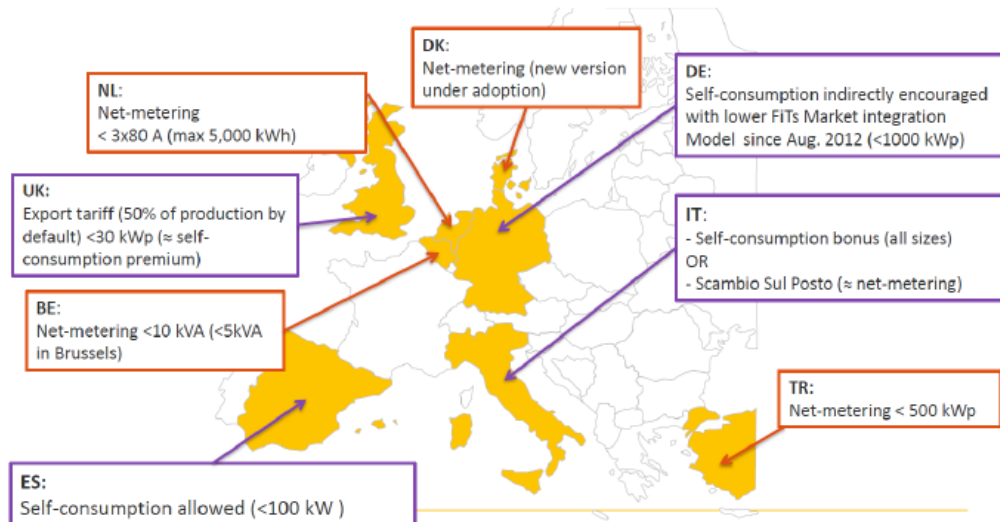 DK:
Net-metering (new version
under adoption)
DE:
Self-consumption indirectly encouraged
with lower FiTs Market integration
Model since Aug. 2012 (<1000 kWp)
NL:
Net-metering
< 3x80 A (max 5,000 kWh)
UK:
Export tariff (50% of production by
default) <30 kWp (≈ self-
consumption premium)
IT:
- Self-consumption bonus (all sizes)
OR
- Scambio Sul Posto (≈ net-metering)
BE:
Net-metering <10 kVA (<5kVA
in Brussels)
TR:
Net-metering < 500 kWp
ES:
Self-consumption allowed (<100 kW )